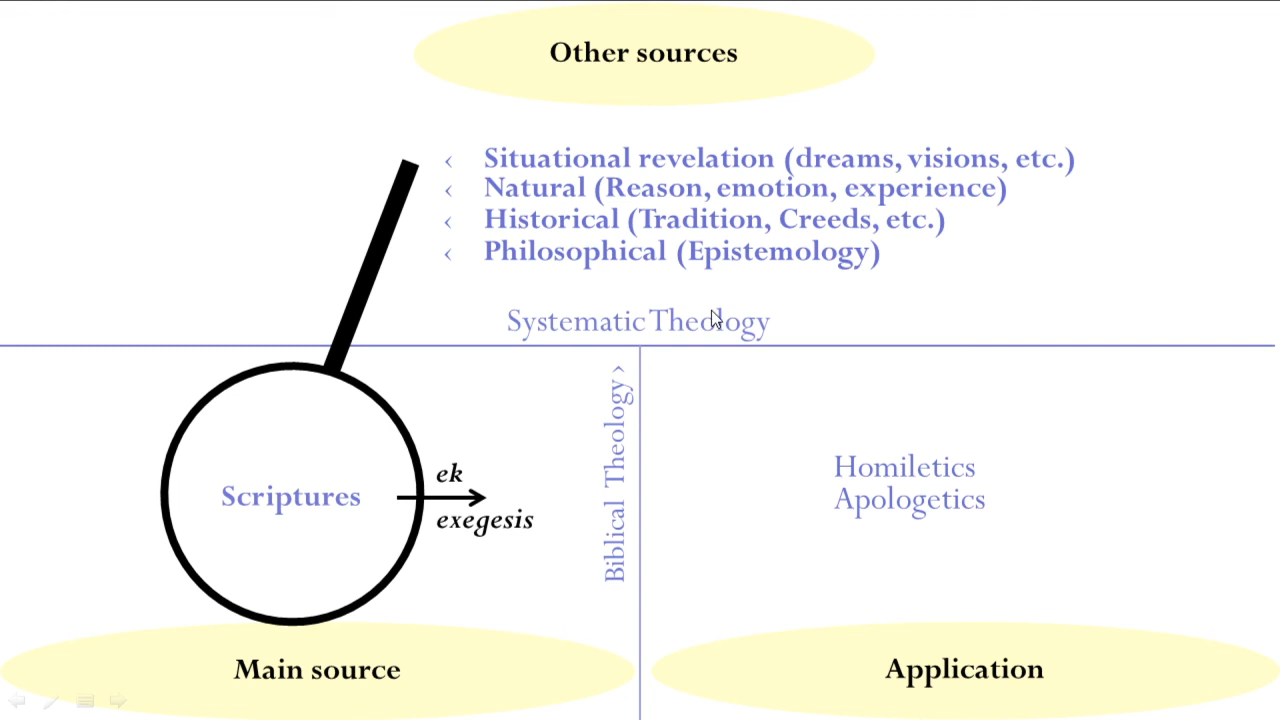 Other sources
‹ Situational revelation (dreams, visions, etc.)
‹ Natural (Reason, emotion, experience)
‹ Historical (Tradition, Creeds, etc.)
‹ Philosophical (Epistemology)
Systematic Theology
Scriptures
ek
exegesis
Biblical Theology ›
Homiletics
Apologetics
Main source
Application